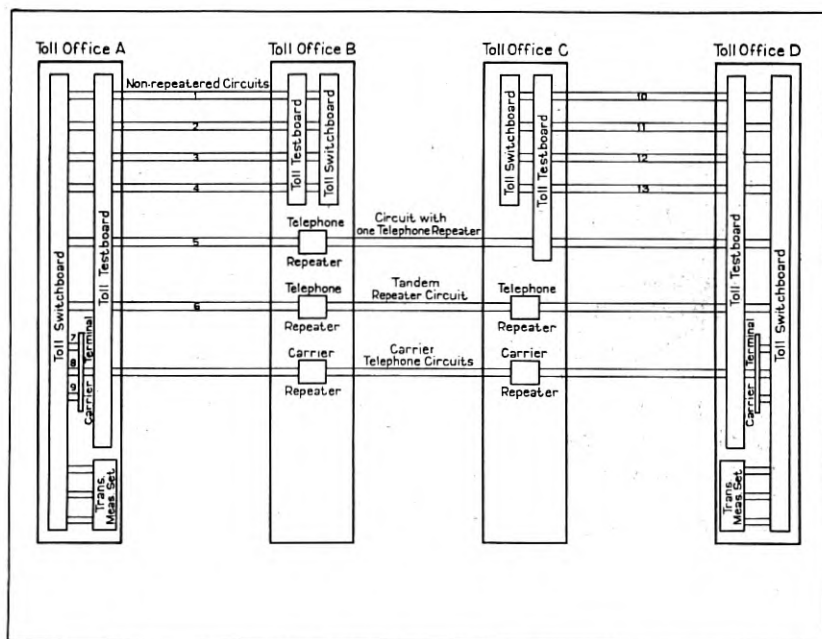 Toll Office A
Toll Office B
Toll Office C
Toll Office D
Non-repeatered Circuits
1
2
3
4
5
6
7
8
9
10
11
12
13
Toll Switchboard
Toll Testboard
Carrier Terminal
Trans. Meas. Set
Toll Testboard
Toll Switchboard
Telephone
Repeater
Circuit with
one Telephone Repeater
Telephone
Repeater
Tandem
Repeater Circuit
Telephone
Repeater
Carrier
Repeater
Carrier
Telephone Circuits
Carrier
Repeater
Toll Switchboard
Toll Testboard
Toll Testboard
Toll Switchboard
Carrier Terminal
Trans.
Meas. Set